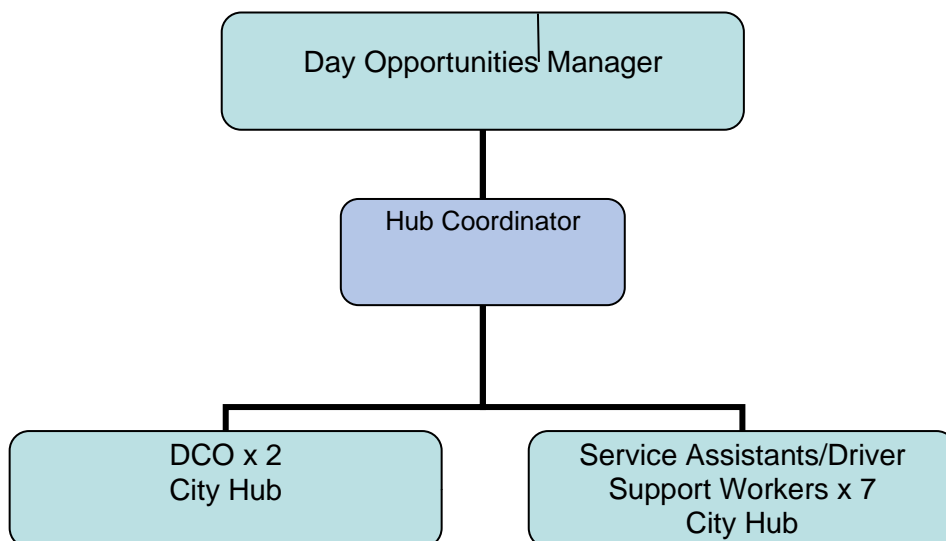 Day Opportunities Manager
Hub Coordinator
DCO x 2
City Hub
Service Assistants/Driver
Support Workers x 7
City Hub